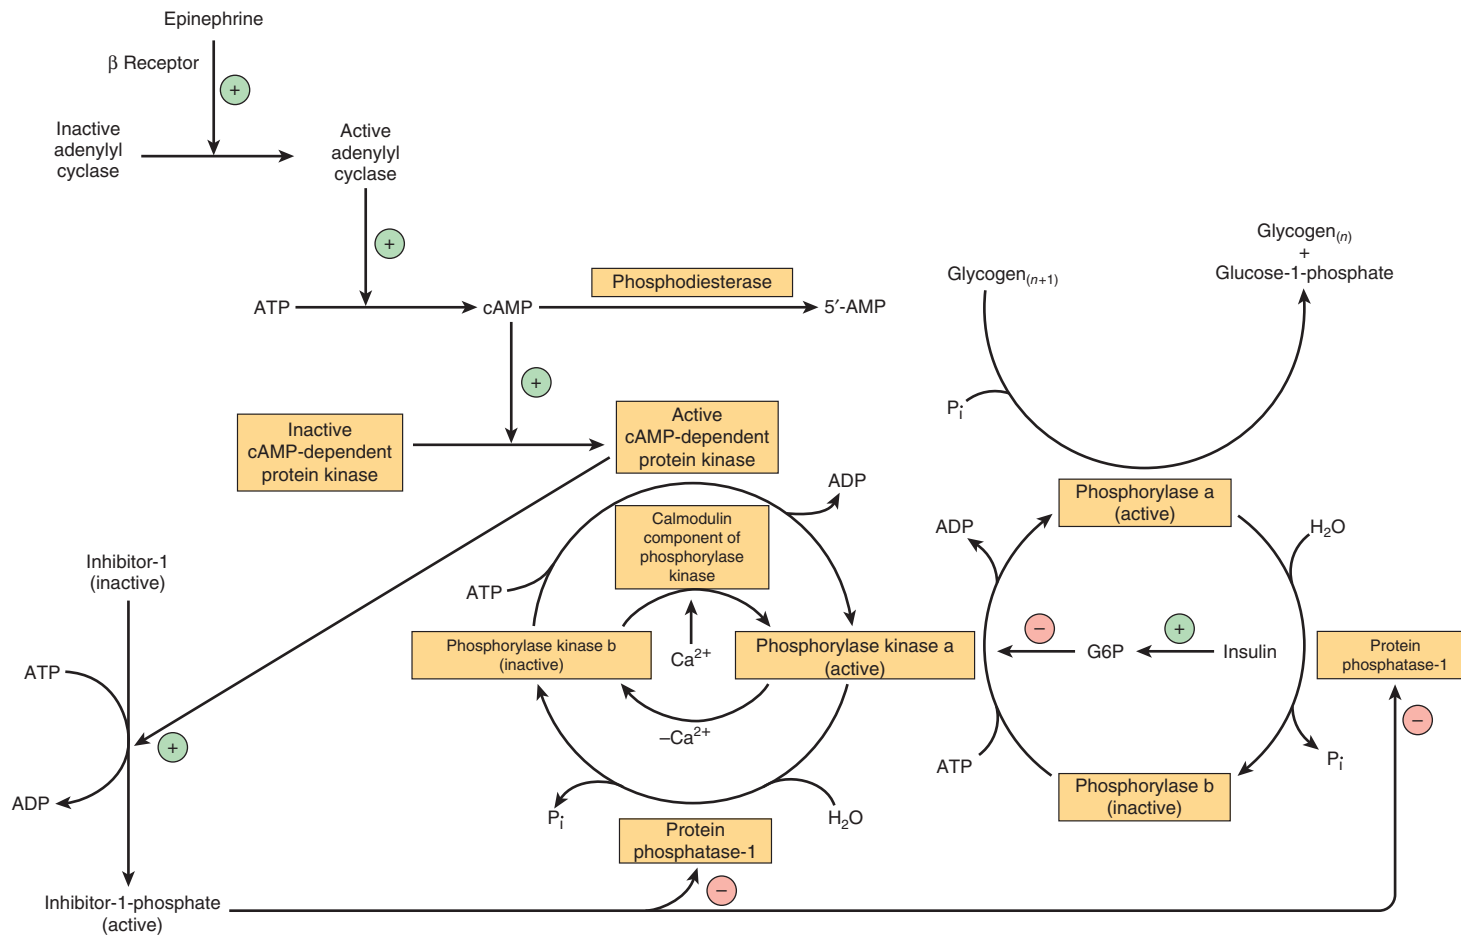 Epinephrine
β Receptor
+
Inactive
adenylyl
cyclase
Active
adenylyl
cyclase
+
ATP
cAMP
Phosphodiesterase
5′-AMP
+
Inactive
cAMP-dependent
protein kinase
Active
cAMP-dependent
protein kinase
Glycogen(n+1)
Glycogen(n)
+
Glucose-1-phosphate
Pi
Inhibitor-1
(inactive)
ATP
ADP
+
Inhibitor-1-phosphate
(active)
ADP
Calmodulin
component of
phosphorylase
kinase
ATP
Phosphorylase kinase b
(inactive)
Ca2+
Phosphorylase kinase a
(active)
–Ca2+
Pi
H2O
Protein
phosphatase-1
–
Phosphorylase a
(active)
ADP
H2O
–
G6P
+
Insulin
Protein
phosphatase-1
–
ATP
Pi
Phosphorylase b
(inactive)